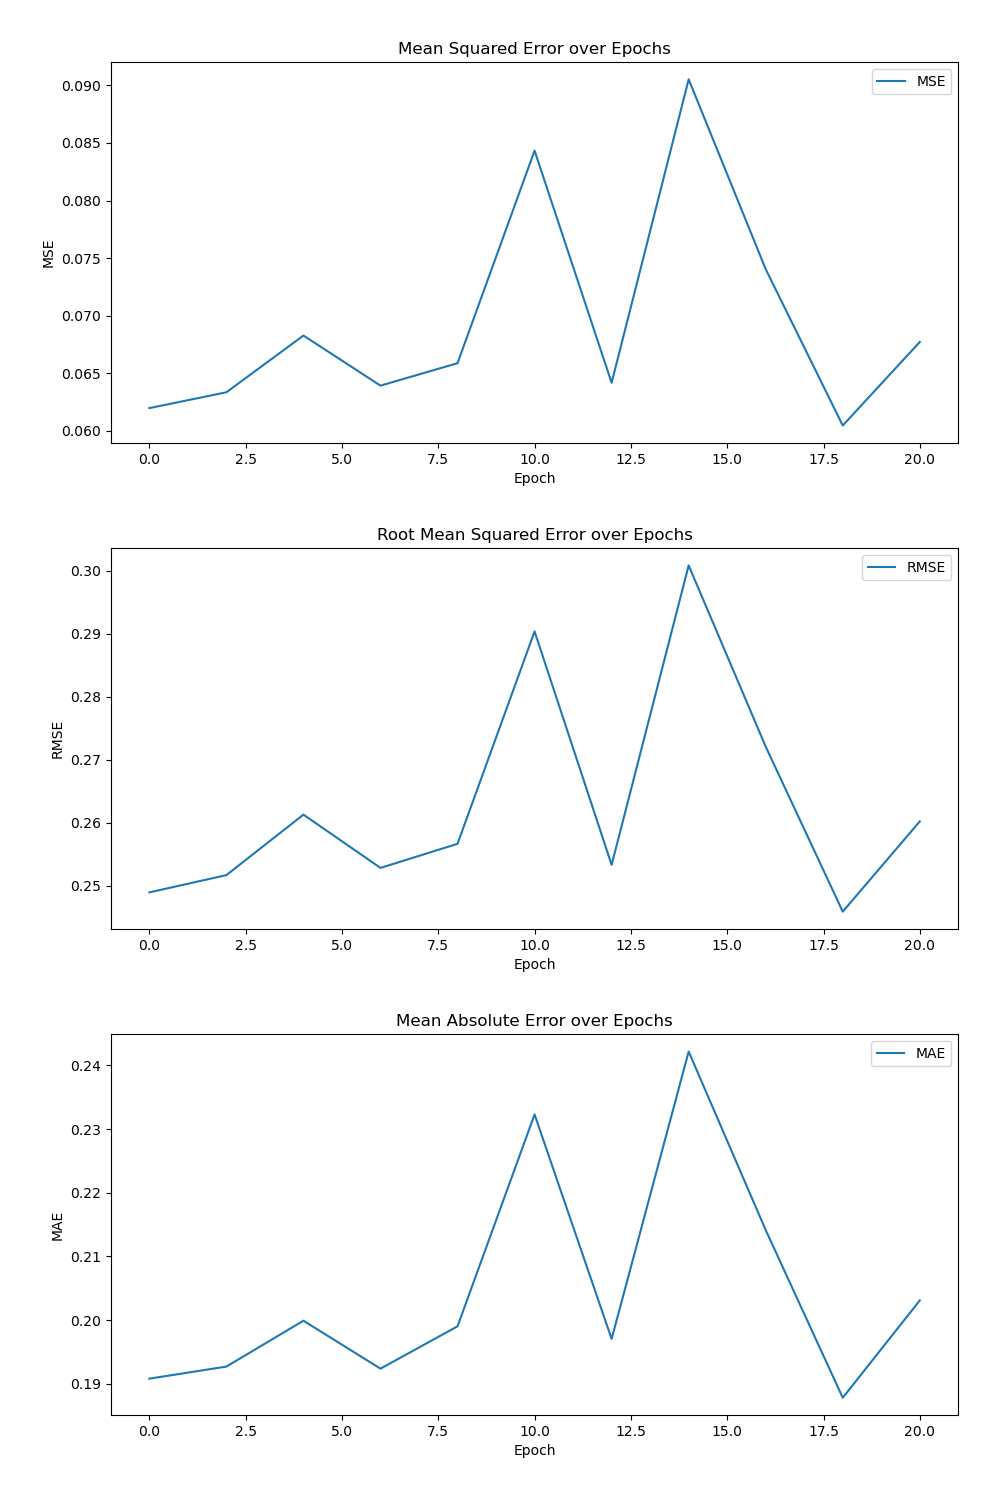 Mean Squared Error over Epochs
MSE
0.090
0.085
0.080
0.075
0.070
0.065
0.060
MSE
0.0 2.5 5.0 7.5 10.0 12.5 15.0 17.5 20.0
Epoch
Root Mean Squared Error over Epochs
RMSE
0.30
0.29
0.28
0.27
0.26
0.25
RMSE
0.0 2.5 5.0 7.5 10.0 12.5 15.0 17.5 20.0
Epoch
Mean Absolute Error over Epochs
MAE
0.24
0.23
0.22
0.21
0.20
0.19
MAE
0.0 2.5 5.0 7.5 10.0 12.5 15.0 17.5 20.0
Epoch